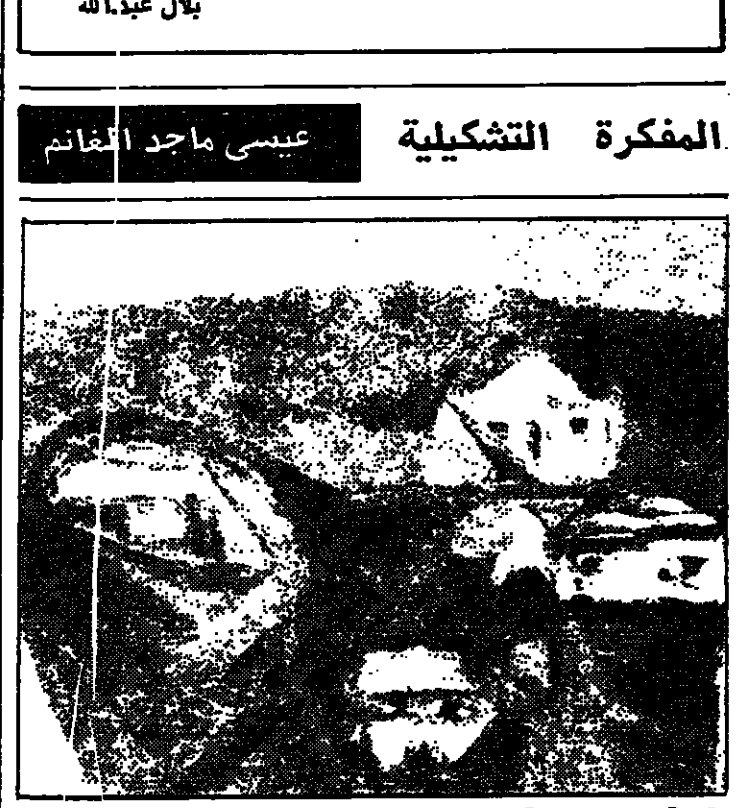 بلال عبدالله
المفكرة التشكيلية
عيسى ماجد الغانم